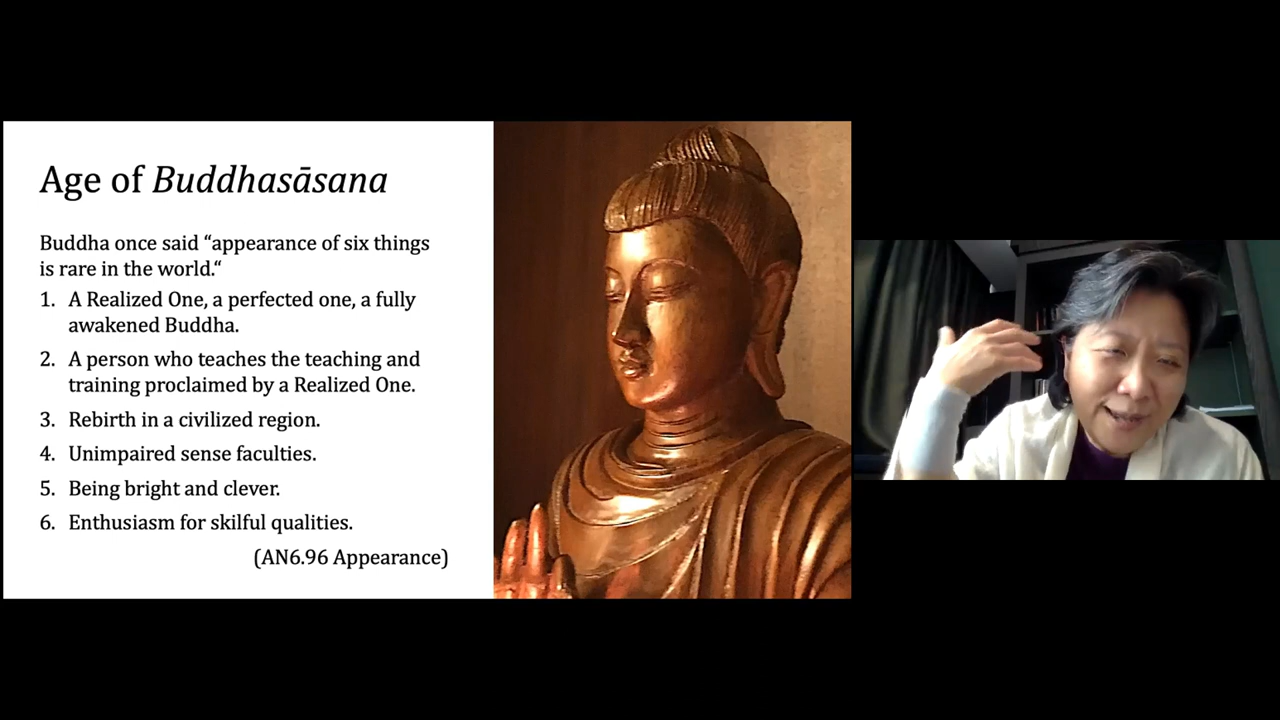 Age of Buddhasāsana
Buddha once said “appearance of six things
is rare in the world.“
1. A Realized One, a perfected one, a fully
awakened Buddha.
2. A person who teaches the teaching and
training proclaimed by a Realized One.
3. Rebirth in a civilized region.
4. Unimpaired sense faculties.
5. Being bright and clever.
6. Enthusiasm for skilful qualities.
(AN6.96 Appearance)